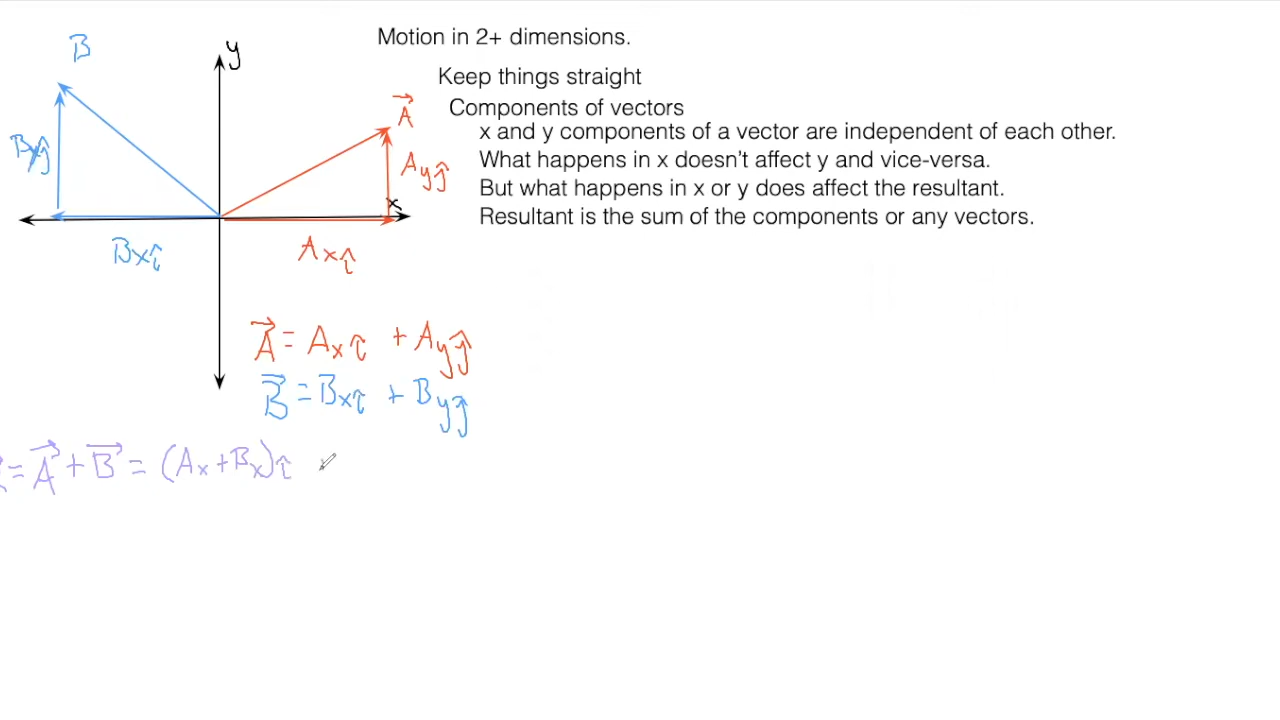 B
y
Motion in 2+ dimensions.
Keep things straight
A⃗
Components of vectors
x and y components of a vector are independent of each other.
Byĵ
Ayĵ
What happens in x doesn't affect y and vice-versa.
But what happens in x or y does affect the resultant.
x
Resultant is the sum of the components or any vectors.
Bxî
Axî
A⃗ = Axî + Ayĵ
B⃗ = Bxî + Byĵ
= A⃗ + B⃗ = (Ax + Bx)î